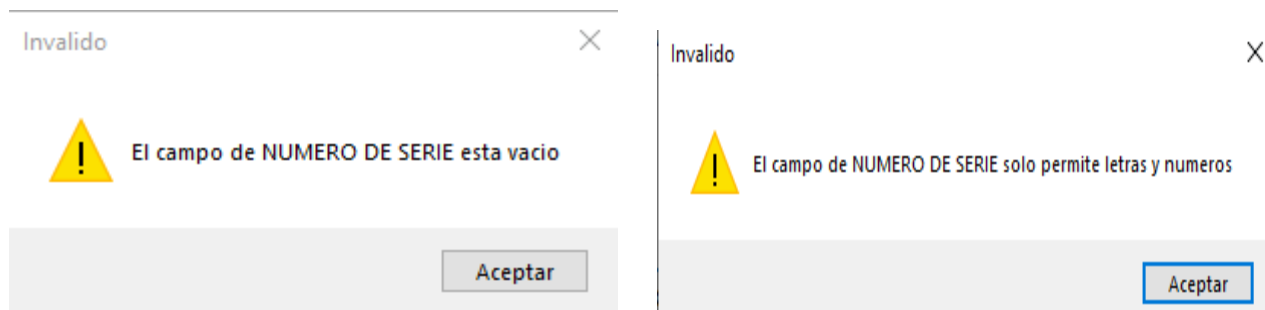 Invalido
El campo de NUMERO DE SERIE esta vacio
Aceptar
Invalido
El campo de NUMERO DE SERIE solo permite letras y numeros
Aceptar